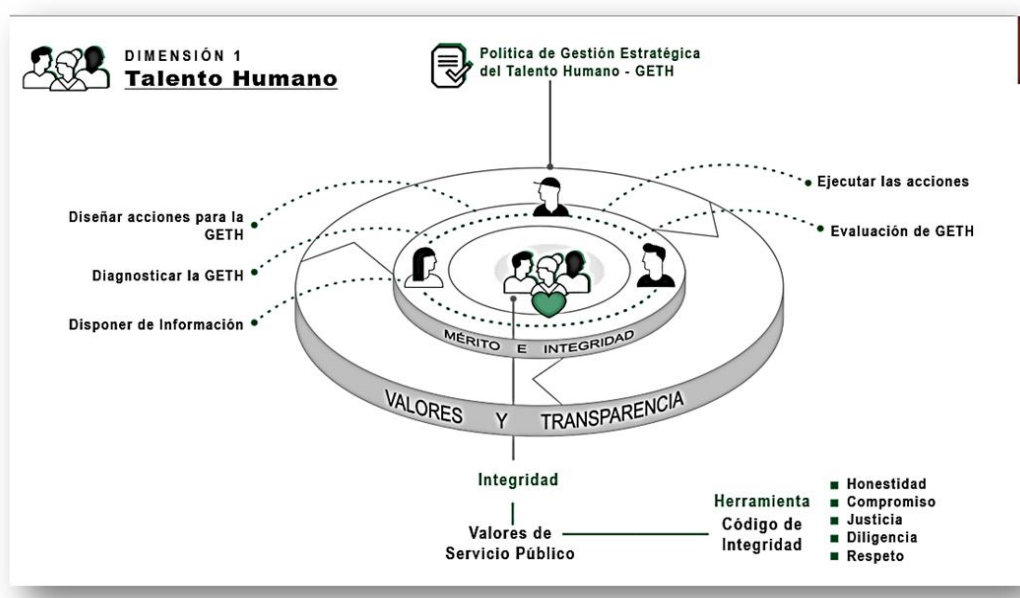 DIMENSIÓN 1
Talento Humano
Política de Gestión Estratégica
del Talento Humano - GETH
Diseñar acciones para la
GETH
Diagnosticar la GETH
Disponer de Información
Ejecutar las acciones
Evaluación de GETH
MÉRITO E INTEGRIDAD
VALORES Y TRANSPARENCIA
Integridad
Valores de
Servicio Público
Herramienta
Código de
Integridad
Honestidad
Compromiso
Justicia
Diligencia
Respeto